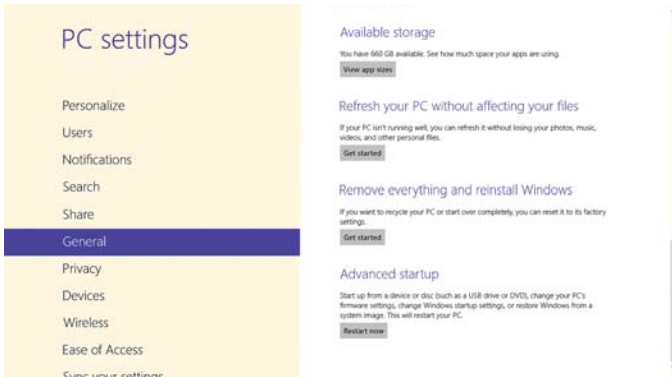 PC settings
Personalize
Users
Notifications
Search
Share
General
Privacy
Devices
Wireless
Ease of Access
Sync your settings
Available storage
You have 660 GB available. See how much space your apps are using.
View app sizes
Refresh your PC without affecting your files
If your PC isn't running well, you can refresh it without losing your photos, music,
videos, and other personal files.
Get started
Remove everything and reinstall Windows
If you want to recycle your PC or start over completely, you can reset it to its factory
settings.
Get started
Advanced startup
Start up from a device or disc (such as a USB drive or DVD), change your PC's
firmware settings, change Windows startup settings, or restore Windows from a
system image. This will restart your PC.
Restart now